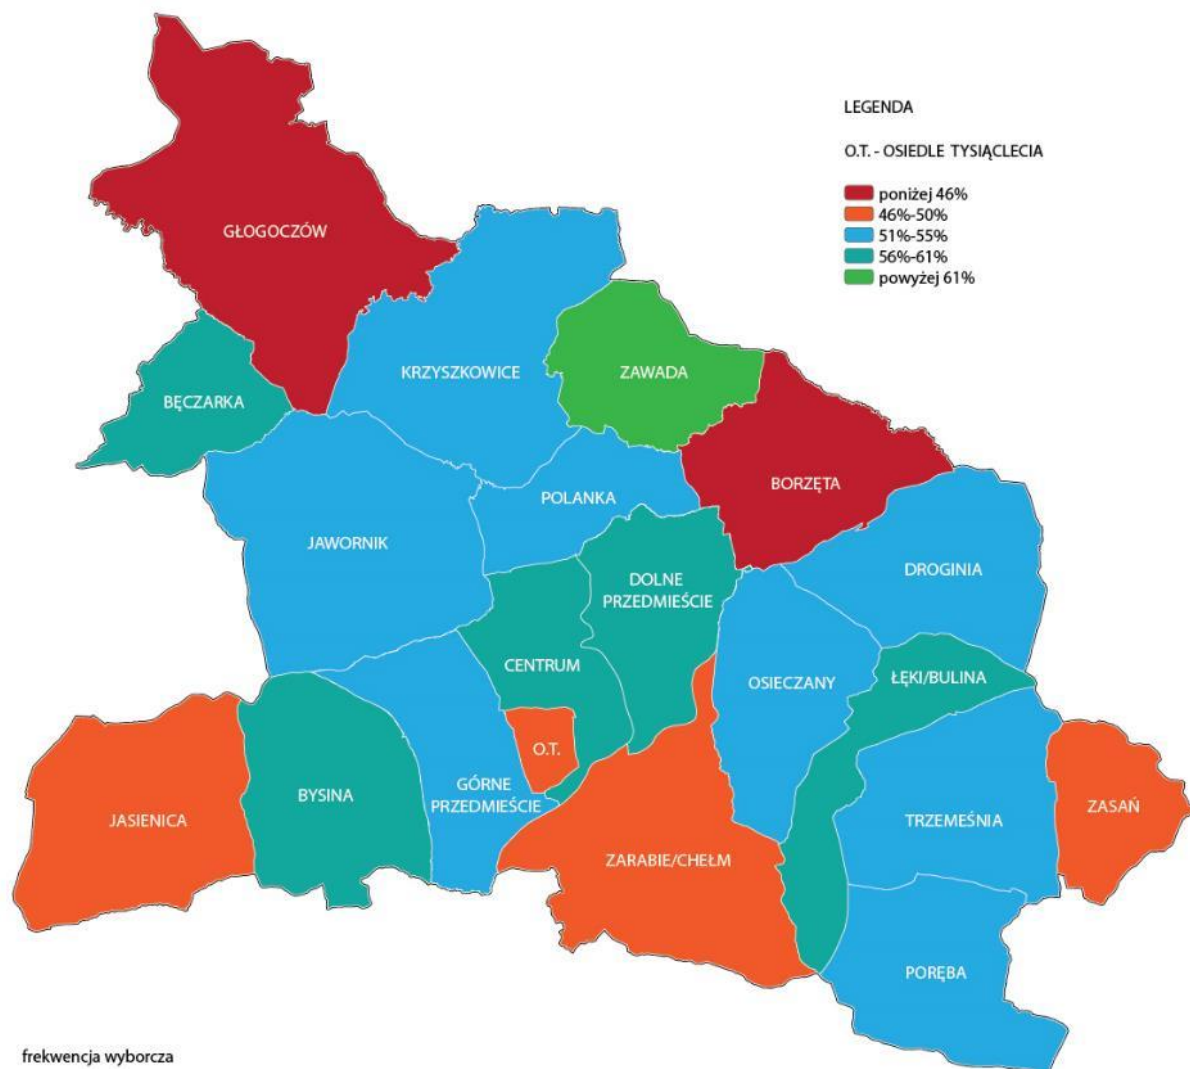 LEGENDA
O.T. - OSIEDLE TYSIĄCLECIA
poniżej 46%
46%-50%
51%-55%
56%-61%
powyżej 61%
GŁOGOCZÓW
KRZYSZKOWICE
ZAWADA
BĘCZARKA
BORZĘTA
POLANKA
JAWORNIK
DROGINIA
DOLNE
PRZEDMIEŚCIE
CENTRUM
OSIECZANY
ŁĘKI/BULINA
O.T.
BYSINA
GÓRNE
PRZEDMIEŚCIE
JASIENICA
ZARABIE/CHEŁM
TRZEMEŚNIA
ZASAŃ
PORĘBA
frekwencja wyborcza